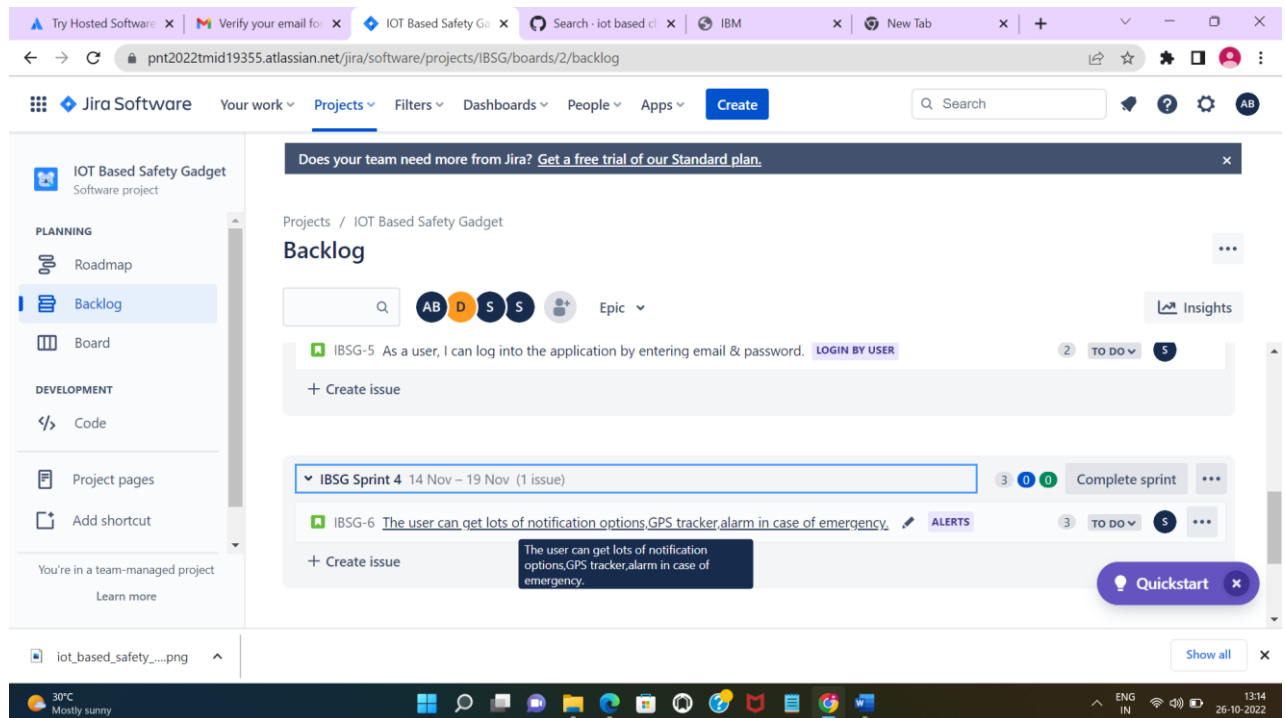 Try Hosted Software
Verify your email fo
IOT Based Safety Ga
Search · iot based c
IBM
New Tab
pnt2022tmid19355.atlassian.net/jira/software/projects/IBSG/boards/2/backlog
Jira Software Your work Projects Filters Dashboards People Apps Create Search AB
IOT Based Safety Gadget
Software project
PLANNING
Roadmap
Backlog
Board
DEVELOPMENT
Code
Project pages
Add shortcut
You're in a team-managed project
Learn more
Does your team need more from Jira? Get a free trial of our Standard plan.
Projects / IOT Based Safety Gadget
Backlog
AB D S S Epic Insights
IBSG-5 As a user, I can log into the application by entering email & password. LOGIN BY USER 2 TO DO S
+ Create issue
IBSG Sprint 4 14 Nov – 19 Nov (1 issue) 3 0 0 Complete sprint
IBSG-6 The user can get lots of notification options,GPS tracker,alarm in case of emergency. ALERTS 3 TO DO S
The user can get lots of notification
options,GPS tracker,alarm in case of
emergency.
+ Create issue
Quickstart
iot_based_safety_....png
Show all
30°C
Mostly sunny
ENG
IN
13:14
26-10-2022